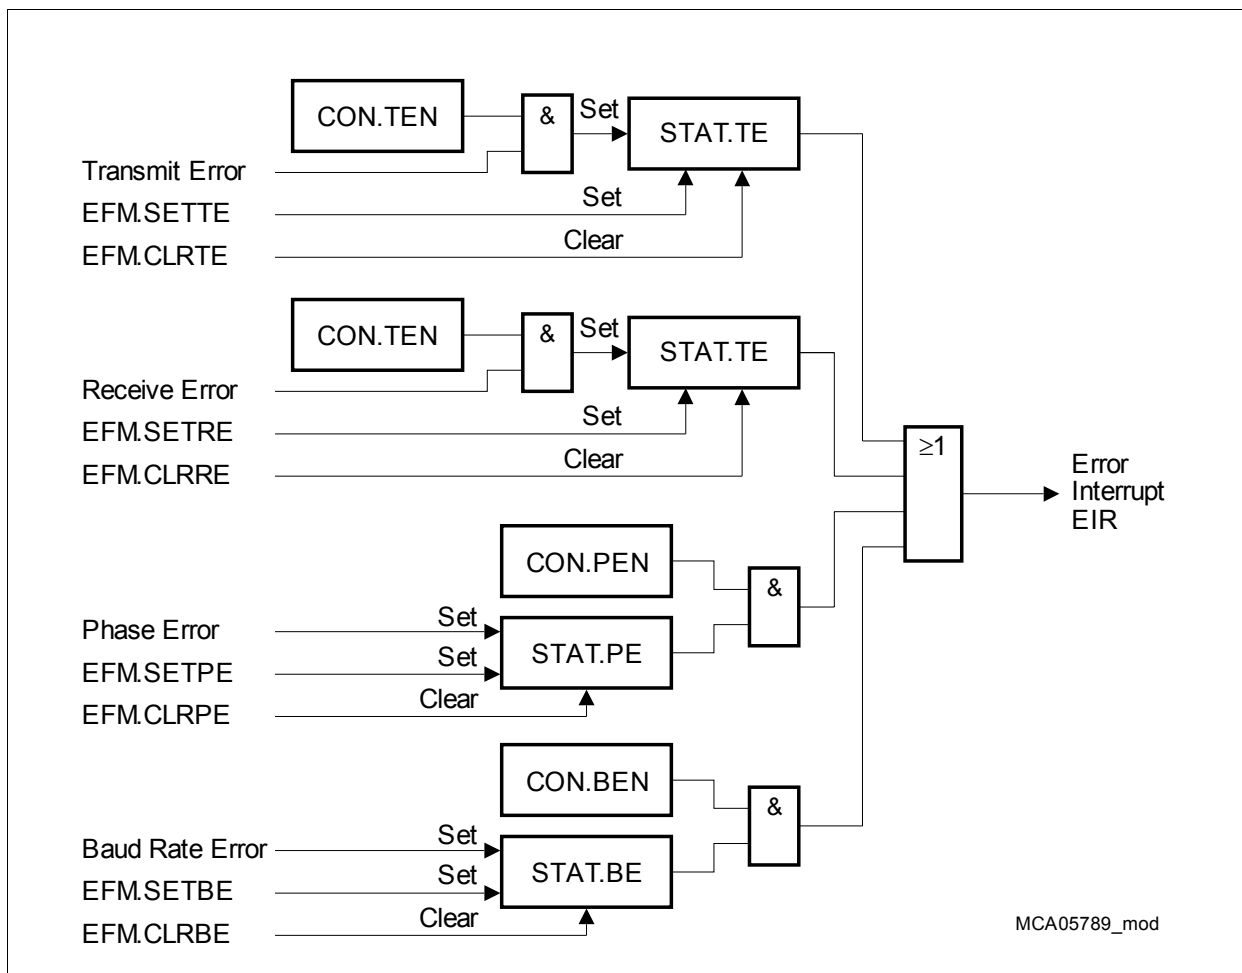 CON.TEN
&
Set
STAT.TE
Transmit Error
EFM.SETTE
Set
EFM.CLRTE
Clear
CON.TEN
&
Set
STAT.TE
Receive Error
EFM.SETRE
Set
EFM.CLRRE
Clear
≥1
Error
Interrupt
EIR
CON.PEN
&
Phase Error
Set
STAT.PE
EFM.SETPE
Set
EFM.CLRPE
Clear
CON.BEN
&
Baud Rate Error
Set
STAT.BE
EFM.SETBE
Set
EFM.CLRBE
Clear
MCA05789_mod